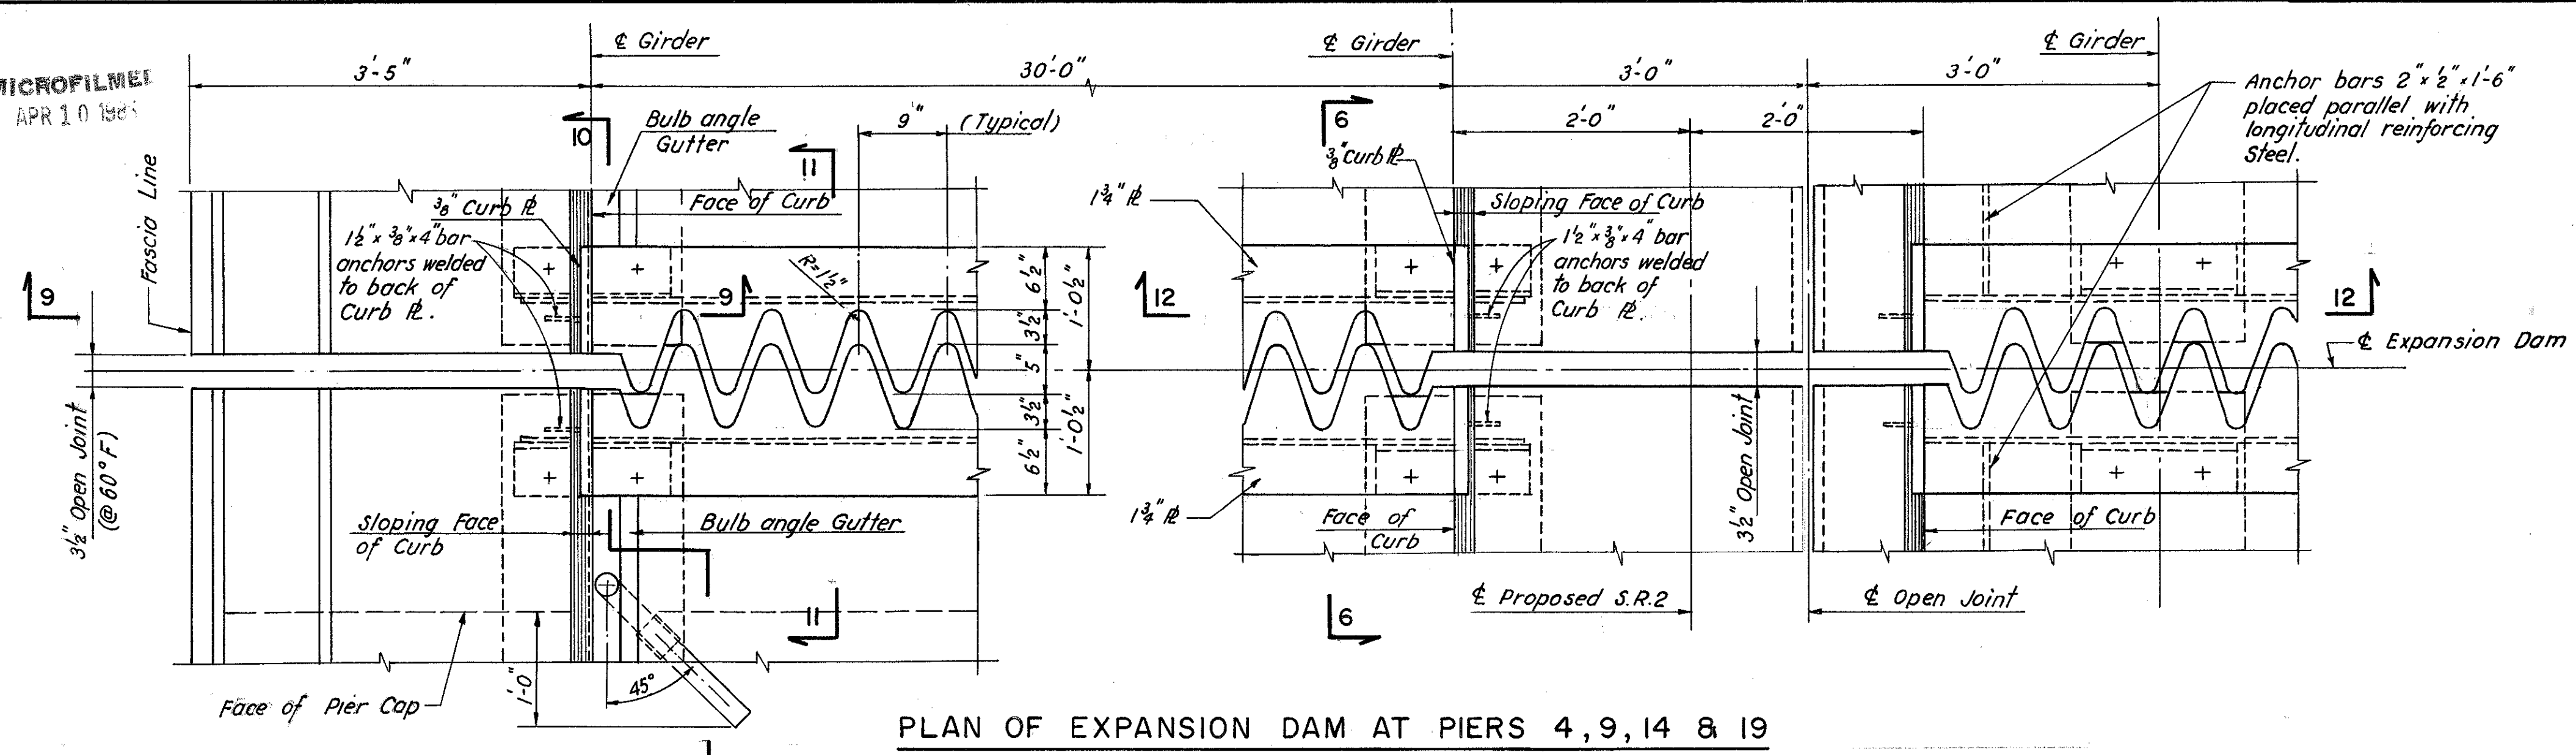 MICROFILMED
APR 10 198
℄ Girder
℄ Girder
℄ Girder
3'-5"
30'-0"
3'-0"
3'-0"
2'-0"
2'-0"
9" (Typical)
Anchor bars 2" x ½" x 1'-6"
placed parallel with
longitudinal reinforcing
Steel.
Fascia Line
10
Bulb angle
Gutter
11
6
⅜" Curb ℙL
Face of Curb
⅜" Curb ℙL
1½" x ⅜" x 4" bar
anchors welded
to back of
Curb ℙL.
R=1½"
1¾" ℙL
Sloping Face of Curb
1½" x ⅜" x 4" bar
anchors welded
to back of
Curb ℙL.
9
9
12
12
6½"
3½"
5"
3½"
6½"
1'-0½"
1'-0½"
℄ Expansion Dam
3½" Open Joint
(@ 60° F)
3½" Open Joint
1¾" ℙL
Sloping Face
of Curb
Bulb angle Gutter
Face of
Curb
Face of Curb
℄ Proposed S.R.2
℄ Open Joint
11
6
1'-0"
45°
Face of Pier Cap
PLAN OF EXPANSION DAM AT PIERS 4, 9, 14 & 19